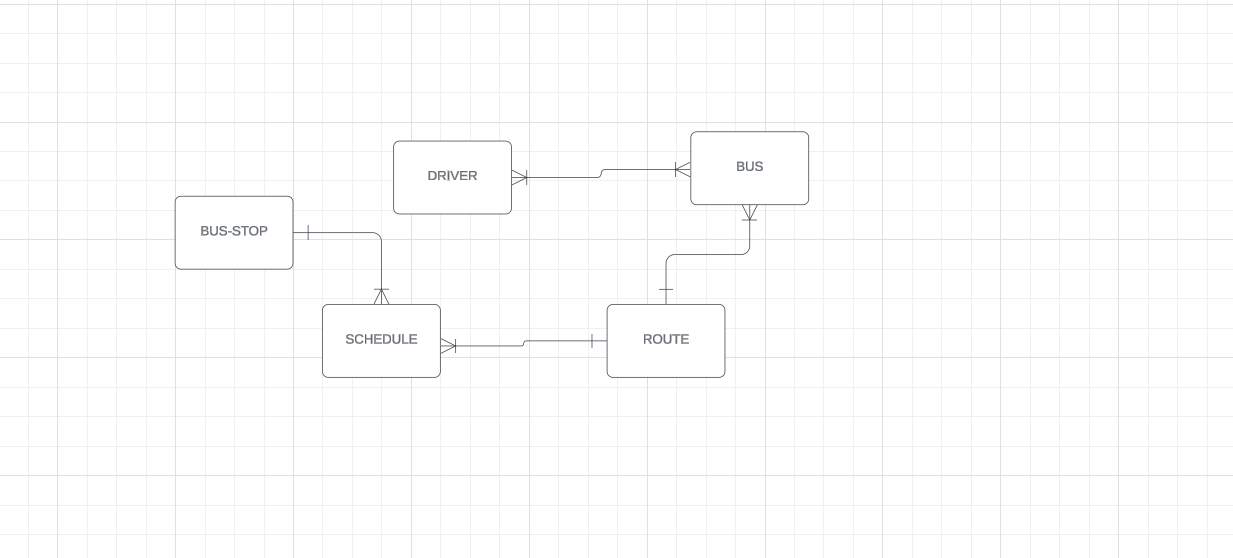 BUS
DRIVER
BUS-STOP
SCHEDULE
ROUTE